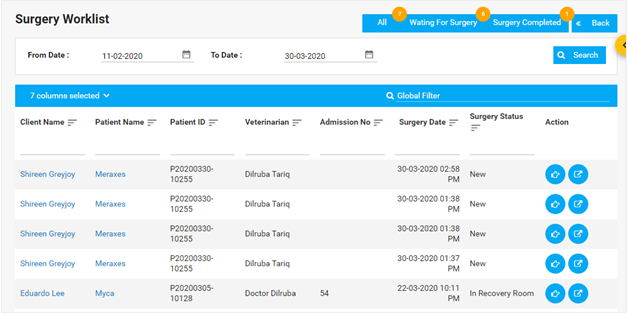 Surgery Worklist
All 7 Wating For Surgery 6 Surgery Completed 1 « Back
From Date : 11-02-2020 To Date : 30-03-2020 Search
7 columns selected Global Filter
Client Name Patient Name Patient ID Veterinarian Admission No Surgery Date Surgery Status Action
Shireen Greyjoy Meraxes P20200330-10255 Dilruba Tariq 30-03-2020 02:58 PM New
Shireen Greyjoy Meraxes P20200330-10255 Dilruba Tariq 30-03-2020 01:38 PM New
Shireen Greyjoy Meraxes P20200330-10255 Dilruba Tariq 30-03-2020 01:38 PM New
Shireen Greyjoy Meraxes P20200330-10255 Dilruba Tariq 30-03-2020 01:37 PM New
Eduardo Lee Myca P20200305-10128 Doctor Dilruba 54 22-03-2020 10:11 PM In Recovery Room